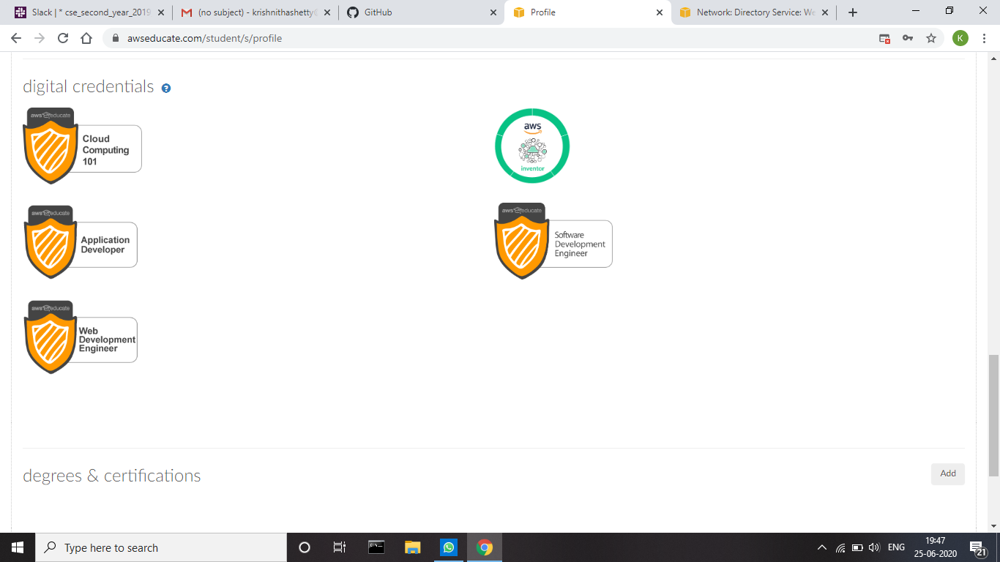 Slack | * cse_second_year_2019
(no subject) - krishnithashetty
GitHub
Profile
Network: Directory Service: We
awseducate.com/student/s/profile
K
digital credentials ?
aws educate
Cloud
Computing
101
aws
inventor
aws educate
Application
Developer
aws educate
Software
Development
Engineer
aws educate
Web
Development
Engineer
degrees & certifications
Add
Type here to search
ENG
19:47
25-06-2020
21